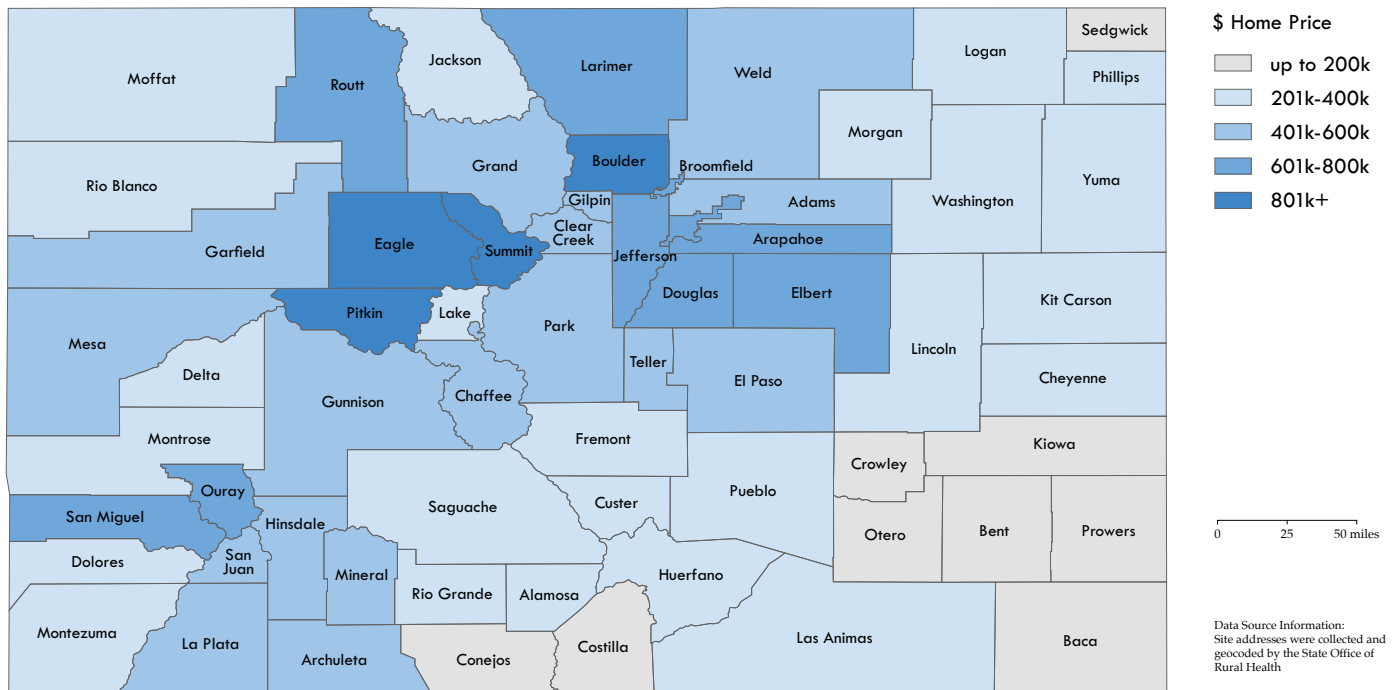 Sedgwick
Logan
Jackson
Larimer
Weld
Moffat
Routt
Phillips
Morgan
Boulder
Broomfield
Grand
Rio Blanco
Yuma
Gilpin
Adams
Washington
Clear
Creek
Eagle
Summit
Garfield
Jefferson
Arapahoe
Douglas
Elbert
Kit Carson
Pitkin
Lake
Park
Mesa
Lincoln
Teller
Delta
El Paso
Cheyenne
Gunnison
Chaffee
Montrose
Fremont
Kiowa
Crowley
Ouray
Pueblo
Saguache
Custer
San Miguel
Hinsdale
Otero
Bent
Prowers
Dolores
San
Juan
Mineral
Huerfano
Rio Grande
Alamosa
Montezuma
La Plata
Las Animas
Baca
Costilla
Archuleta
Conejos
$ Home Price
up to 200k
201k-400k
401k-600k
601k-800k
801k+
0 25 50 miles
Data Source Information:
Site addresses were collected and
geocoded by the State Office of
Rural Health